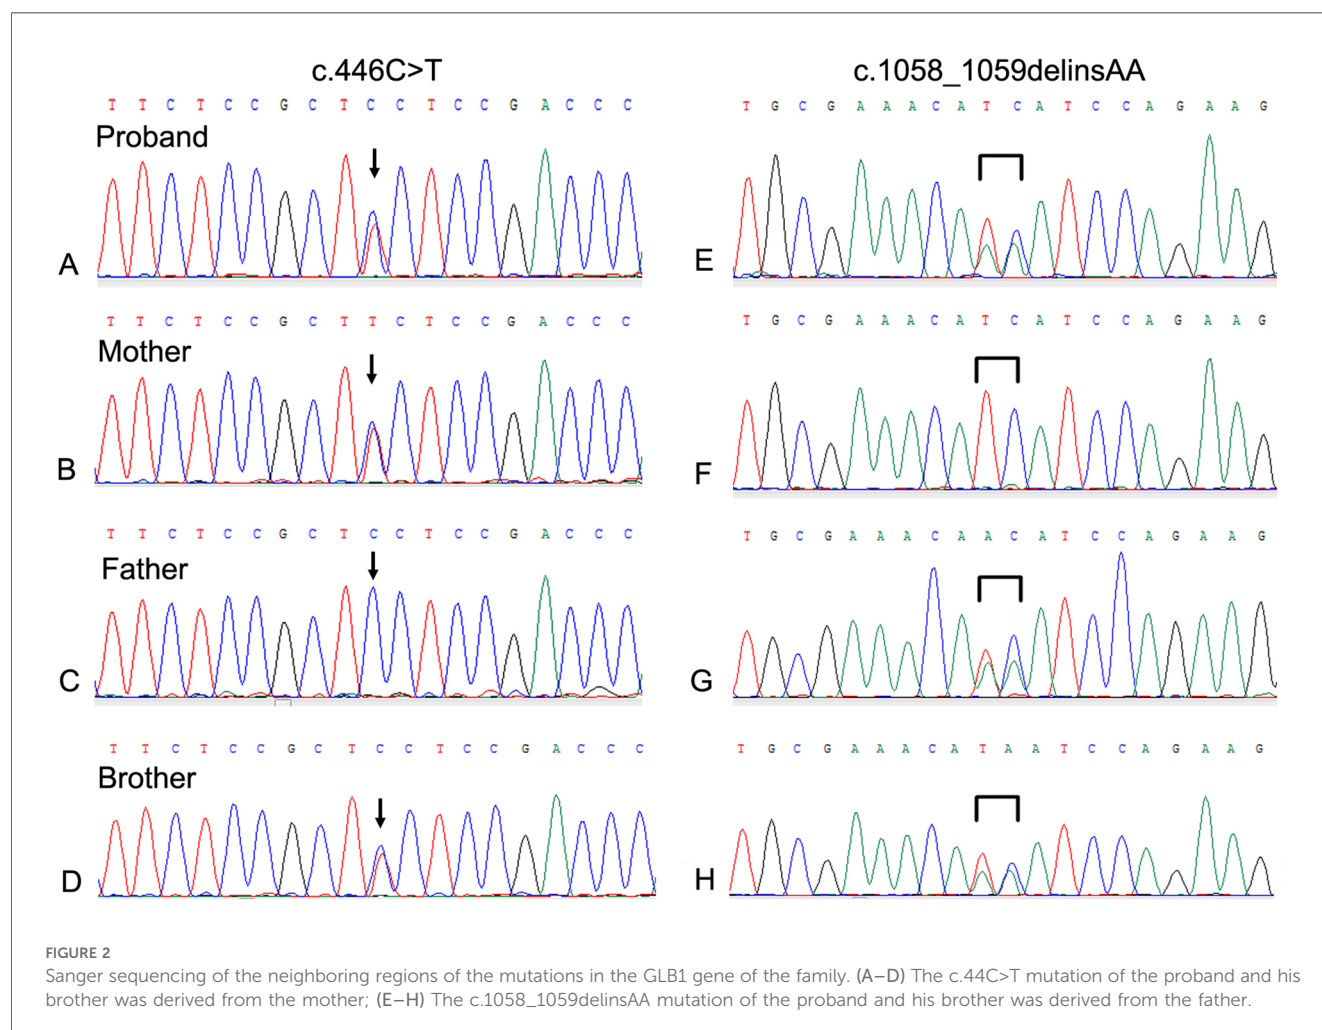 c.446C>T
c.1058_1059delinsAA
T T C T C C G C T C C T C C G A C C C
T G C G A A A C A T C A T C C A G A A G
Proband
A
E
T T C T C C G C T T C T C C G A C C C
T G C G A A A C A T C A T C C A G A A G
Mother
B
F
T T C T C C G C T C C T C C G A C C C
T G C G A A A C A A C A T C C A G A A G
Father
C
G
T T C T C C G C T C C T C C G A C C C
T G C G A A A C A T A A T C C A G A A G
Brother
D
H
FIGURE 2
Sanger sequencing of the neighboring regions of the mutations in the GLB1 gene of the family. (A–D) The c.44C>T mutation of the proband and his
brother was derived from the mother; (E–H) The c.1058_1059delinsAA mutation of the proband and his brother was derived from the father.